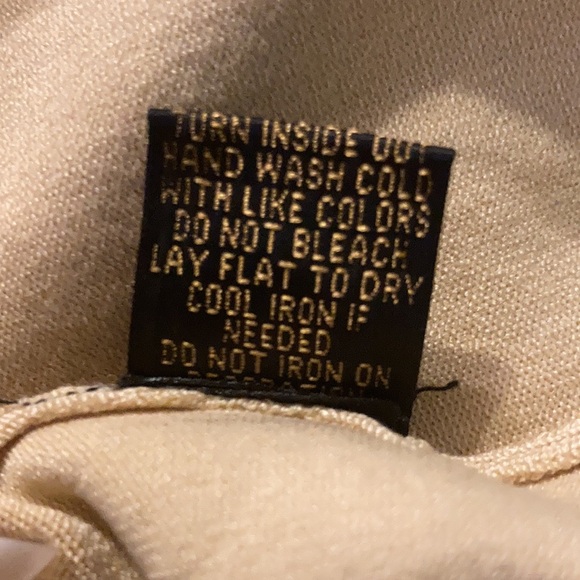 TURN INSIDE OUT
HAND WASH COLD
WITH LIKE COLORS
DO NOT BLEACH
LAY FLAT TO DRY
COOL IRON IF
NEEDED
DO NOT IRON ON